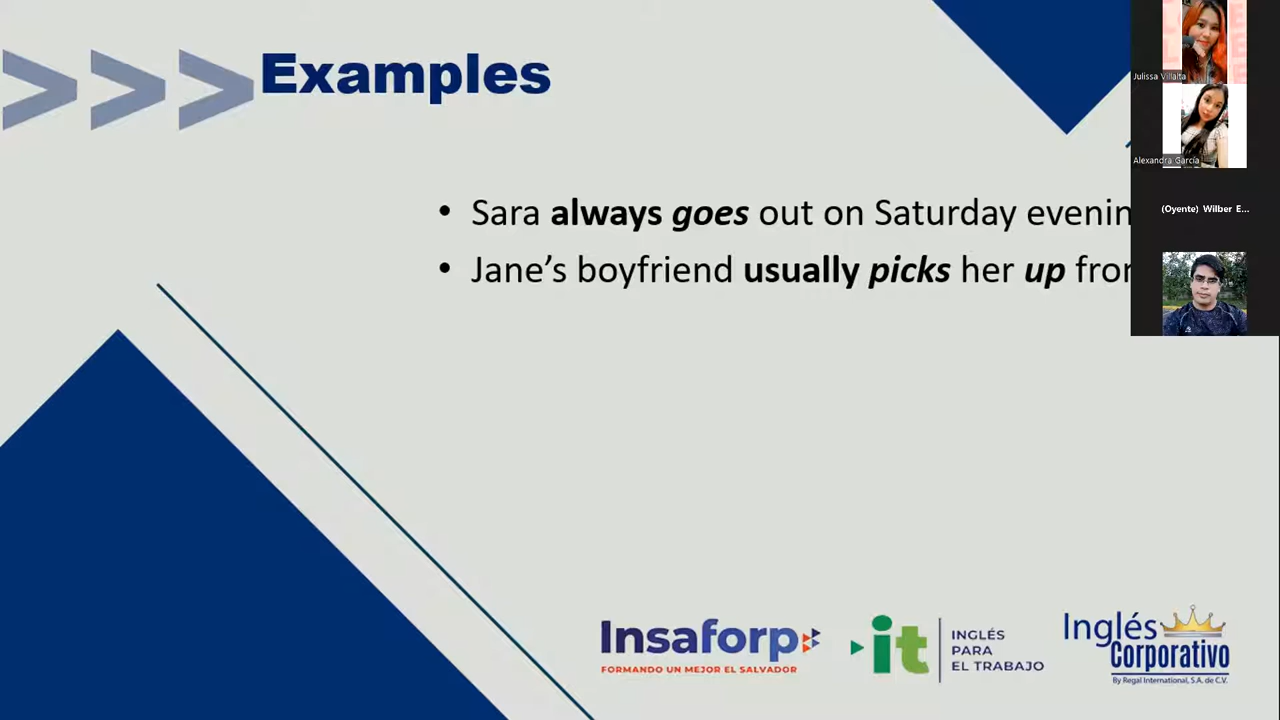 >>> Examples
• Sara always goes out on Saturday evenin
• Jane’s boyfriend usually picks her up fro
Julissa Villalta
Alexandra García
(Oyente) Wilber E...
Insaforp
FORMANDO UN MEJOR EL SALVADOR
it
INGLÉS
PARA
EL TRABAJO
Inglés
Corporativo
By Regal International, S.A. de C.V.